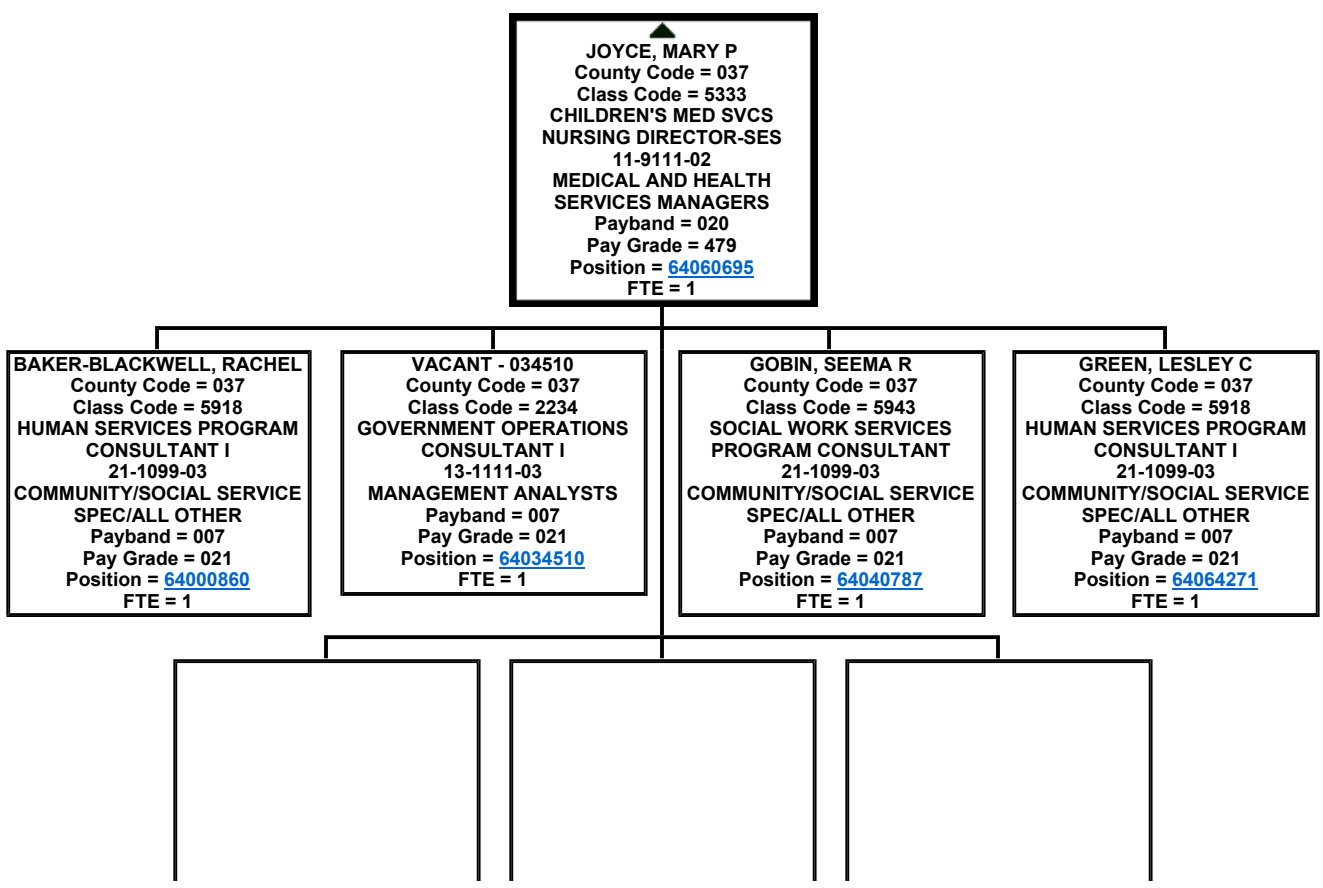 JOYCE, MARY P
County Code = 037
Class Code = 5333
CHILDREN'S MED SVCS
NURSING DIRECTOR-SES
11-9111-02
MEDICAL AND HEALTH
SERVICES MANAGERS
Payband = 020
Pay Grade = 479
Position = 64060695
FTE = 1
BAKER-BLACKWELL, RACHEL
County Code = 037
Class Code = 5918
HUMAN SERVICES PROGRAM
CONSULTANT I
21-1099-03
COMMUNITY/SOCIAL SERVICE
SPEC/ALL OTHER
Payband = 007
Pay Grade = 021
Position = 64000860
FTE = 1
VACANT - 034510
County Code = 037
Class Code = 2234
GOVERNMENT OPERATIONS
CONSULTANT I
13-1111-03
MANAGEMENT ANALYSTS
Payband = 007
Pay Grade = 021
Position = 64034510
FTE = 1
GOBIN, SEEMA R
County Code = 037
Class Code = 5943
SOCIAL WORK SERVICES
PROGRAM CONSULTANT
21-1099-03
COMMUNITY/SOCIAL SERVICE
SPEC/ALL OTHER
Payband = 007
Pay Grade = 021
Position = 64040787
FTE = 1
GREEN, LESLEY C
County Code = 037
Class Code = 5918
HUMAN SERVICES PROGRAM
CONSULTANT I
21-1099-03
COMMUNITY/SOCIAL SERVICE
SPEC/ALL OTHER
Payband = 007
Pay Grade = 021
Position = 64064271
FTE = 1